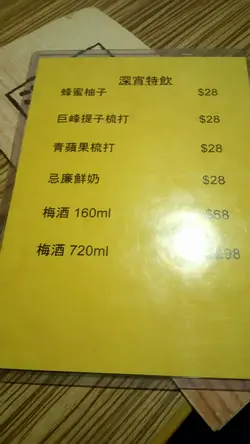 深宵特飲
蜂蜜柚子 $28
巨峰提子梳打 $28
青蘋果梳打 $28
忌廉鮮奶 $28
梅酒 160ml $68
梅酒 720ml $298